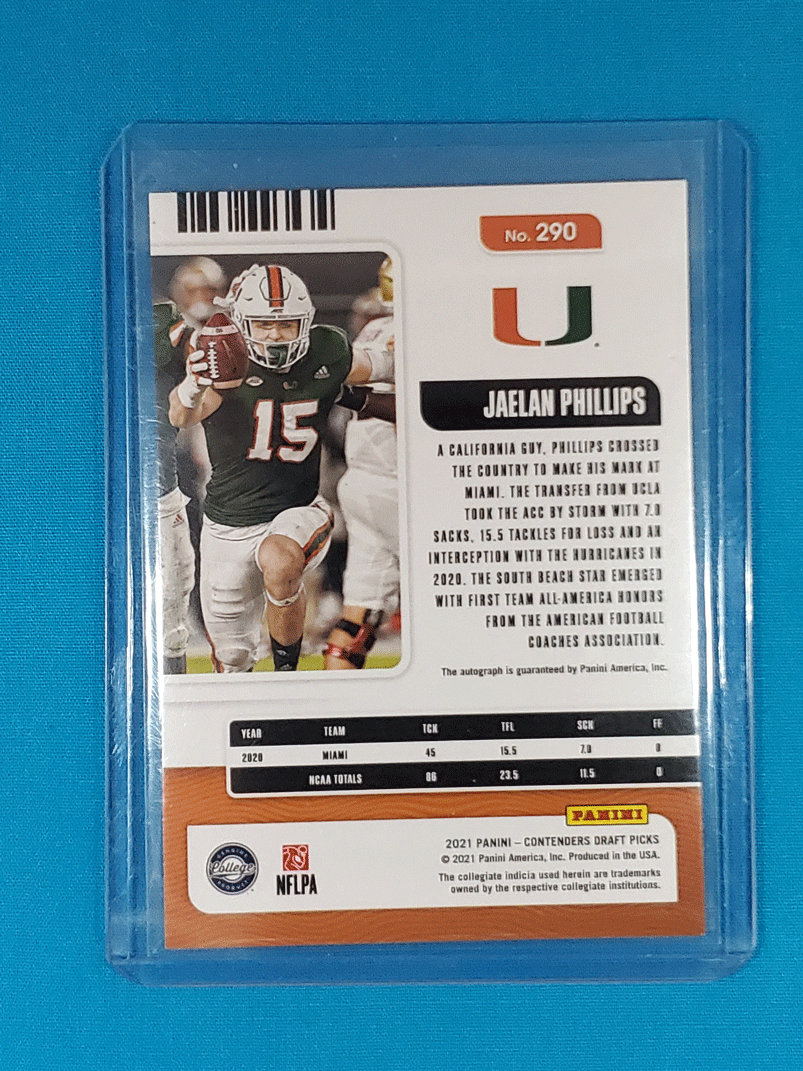 No. 290
U
JAELAN PHILLIPS
A CALIFORNIA GUY, PHILLIPS CROSSED
THE COUNTRY TO MAKE HIS MARK AT
MIAMI. THE TRANSFER FROM UCLA
TOOK THE ACC BY STORM WITH 7.0
SACKS, 15.5 TACKLES FOR LOSS AND AN
INTERCEPTION WITH THE HURRICANES IN
2020. THE SOUTH BEACH STAR EMERGED
WITH FIRST TEAM ALL-AMERICA HONORS
FROM THE AMERICAN FOOTBALL
COACHES ASSOCIATION.
The autograph is guaranteed by Panini America, Inc.
15
YEAR TEAM TCK TFL SCK FF
2020 MIAMI 45 15.5 7.0 0
NCAA TOTALS 86 23.5 11.5 0
PANINI
2021 PANINI – CONTENDERS DRAFT PICKS
© 2021 Panini America, Inc. Produced in the USA.
The collegiate indicia used herein are trademarks
owned by the respective collegiate institutions.
GENUINE
College
PRODUCT
NFLPA